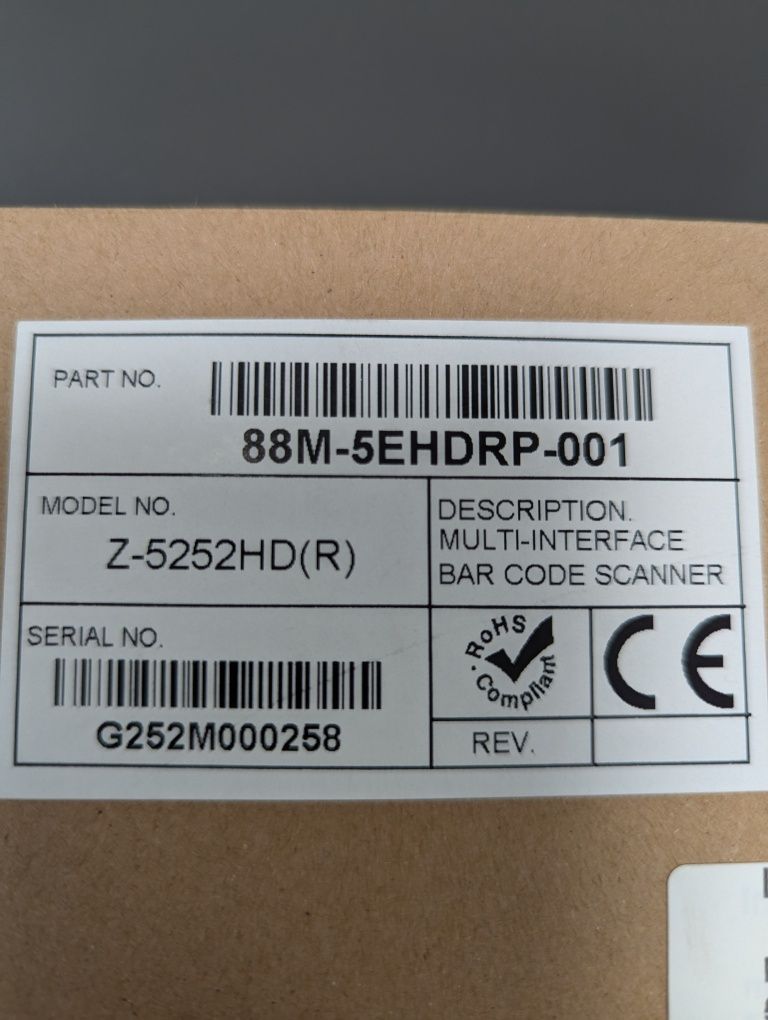 PART NO.
88M-5EHDRP-001
MODEL NO.
Z-5252HD(R)
DESCRIPTION.
MULTI-INTERFACE
BAR CODE SCANNER
SERIAL NO.
G252M000258
RoHS
Compliant
CE
REV.